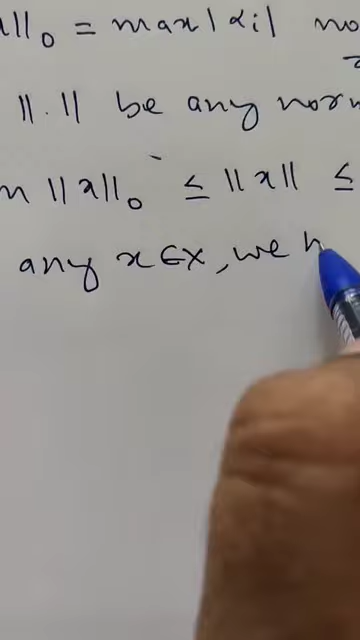 x||₀ = max|αi|
||.|| be any norm
||x||₀ ≤ ||x|| ≤
any x∈X, we h